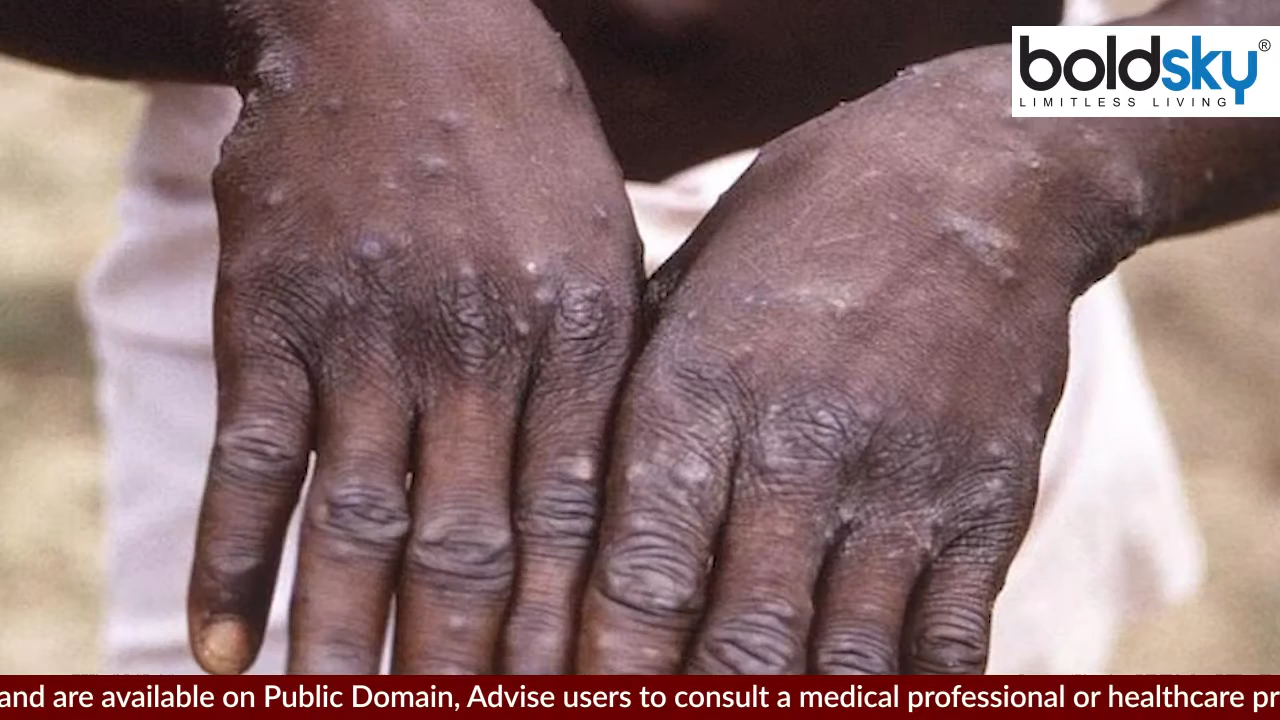 boldsky®
LIMITLESS LIVING
and are available on Public Domain, Advise users to consult a medical professional or healthcare pr